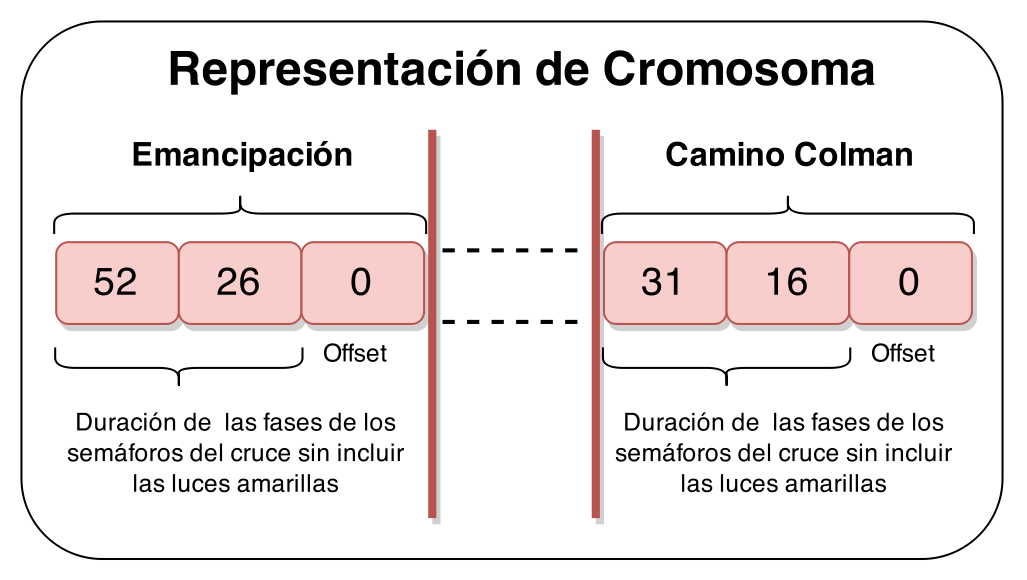 Representación de Cromosoma
Emancipación
52 26 0
Offset
Duración de  las fases de los
semáforos del cruce sin incluir
las luces amarillas
Camino Colman
31 16 0
Offset
Duración de  las fases de los
semáforos del cruce sin incluir
las luces amarillas